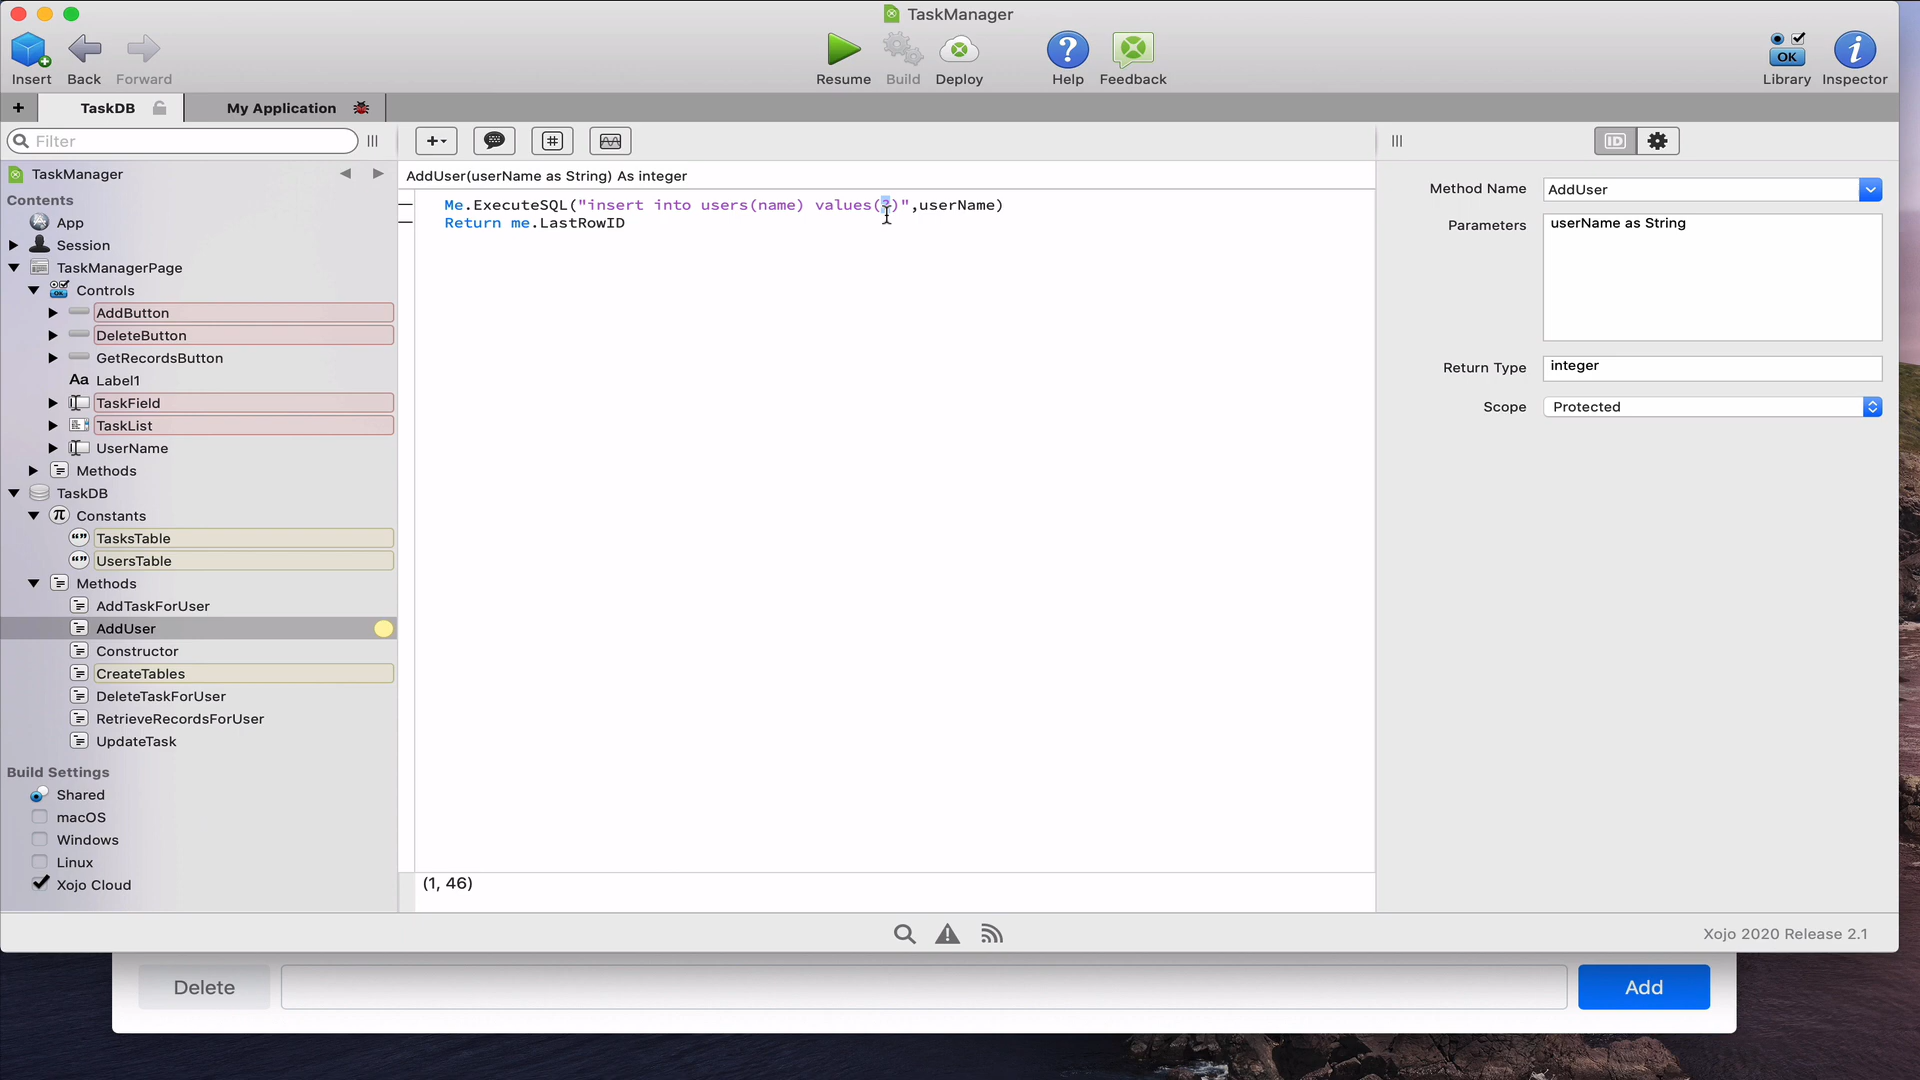 TaskManager
Insert Back Forward
Resume Build Deploy Help Feedback
OK
Library Inspector
+ TaskDB My Application
Filter
ID
TaskManager
AddUser(userName as String) As integer
Contents
App
Session
TaskManagerPage
Controls
AddButton
DeleteButton
GetRecordsButton
Aa Label1
TaskField
TaskList
UserName
Methods
TaskDB
π Constants
“” TasksTable
“” UsersTable
Methods
AddTaskForUser
AddUser
Constructor
CreateTables
DeleteTaskForUser
RetrieveRecordsForUser
UpdateTask
Build Settings
Shared
macOS
Windows
Linux
Xojo Cloud
Me.ExecuteSQL("insert into users(name) values(?)",userName)
Return me.LastRowID
(1, 46)
Method Name AddUser
Parameters userName as String
Return Type integer
Scope Protected
Xojo 2020 Release 2.1
Delete Add